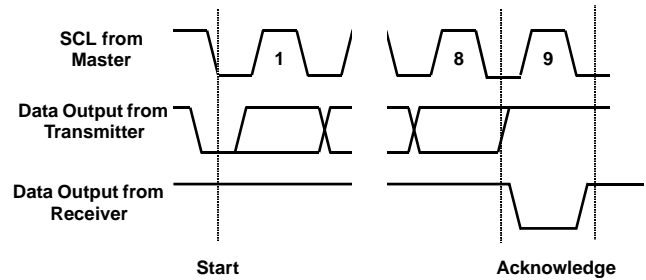 SCL from
Master
1
8
9
Data Output from
Transmitter
Data Output from
Receiver
Start
Acknowledge